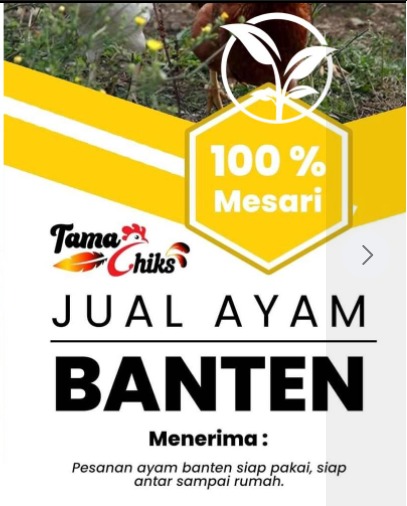 100 %
Mesari
Tama
Chiks
JUAL AYAM
BANTEN
Menerima :
Pesanan ayam banten siap pakai, siap
antar sampai rumah.